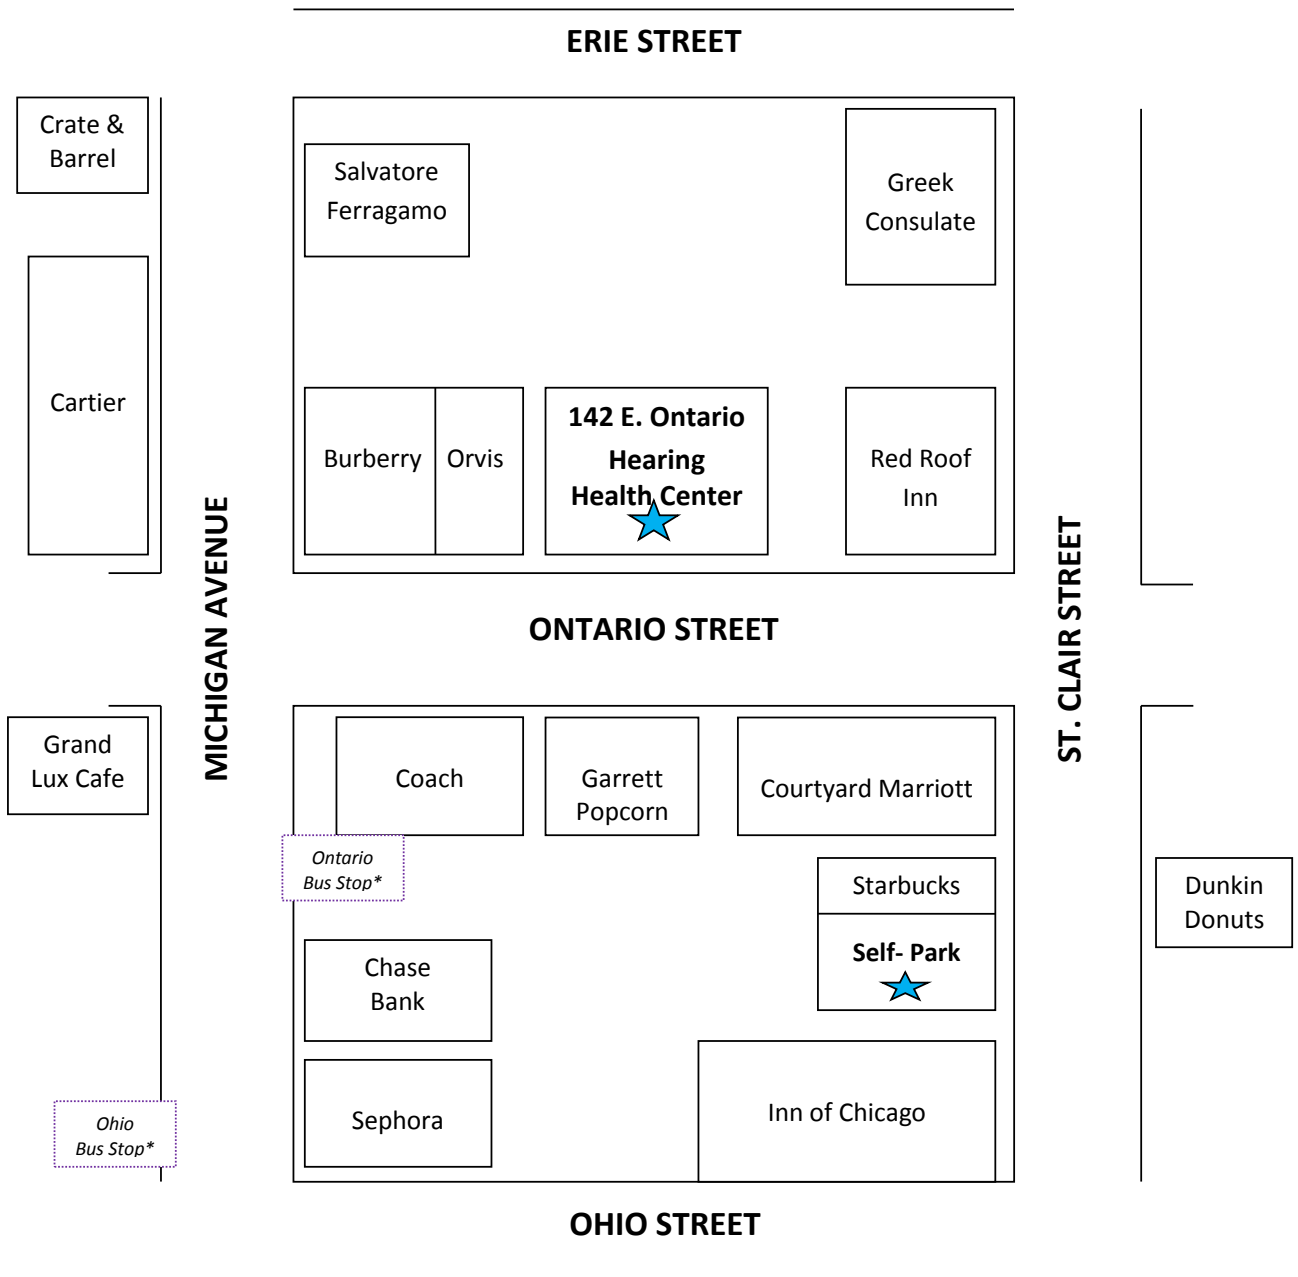 ERIE STREET
Crate &
Barrel
Salvatore
Ferragamo
Greek
Consulate
Cartier
Burberry
Orvis
142 E. Ontario
Hearing
Health Center
Red Roof
Inn
MICHIGAN AVENUE
ONTARIO STREET
ST. CLAIR STREET
Grand
Lux Cafe
Coach
Garrett
Popcorn
Courtyard Marriott
Ontario
Bus Stop*
Starbucks
Self- Park
Dunkin
Donuts
Chase
Bank
Sephora
Inn of Chicago
Ohio
Bus Stop*
OHIO STREET